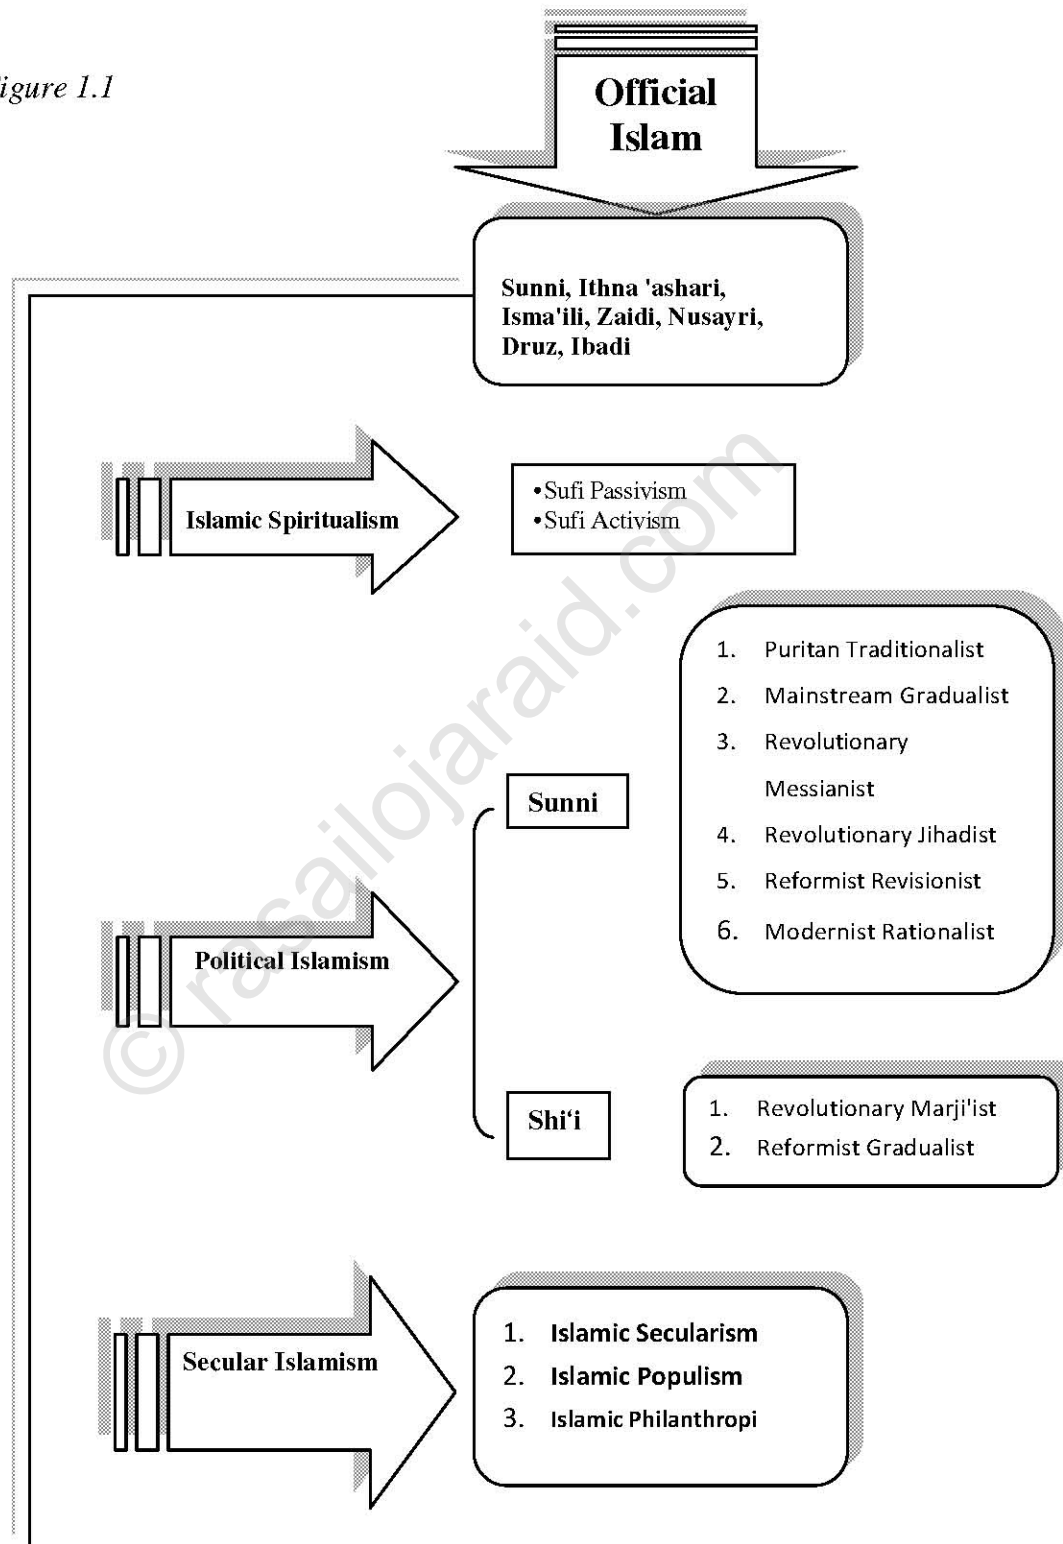 igure 1.1
Official
Islam
Sunni, Ithna 'ashari,
Isma'ili, Zaidi, Nusayri,
Druz, Ibadi
Islamic Spiritualism
•Sufi Passivism
•Sufi Activism
1. Puritan Traditionalist
2. Mainstream Gradualist
3. Revolutionary
Messianist
4. Revolutionary Jihadist
5. Reformist Revisionist
6. Modernist Rationalist
Sunni
Political Islamism
Shi‘i
1. Revolutionary Marji'ist
2. Reformist Gradualist
Secular Islamism
1. Islamic Secularism
2. Islamic Populism
3. Islamic Philanthropi
© rasailojaraid.com